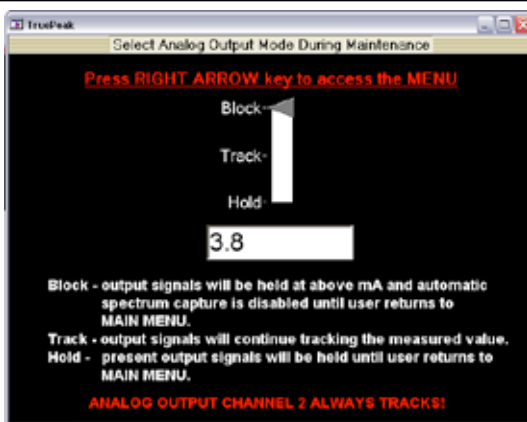 TruePeak
Select Analog Output Mode During Maintenance
Press RIGHT ARROW key to access the MENU
Block-
Track-
Hold-
3.8
Block - output signals will be held at above mA and automatic
spectrum capture is disabled until user returns to
MAIN MENU.
Track - output signals will continue tracking the measured value.
Hold - present output signals will be held until user returns to
MAIN MENU.
ANALOG OUTPUT CHANNEL 2 ALWAYS TRACKS!